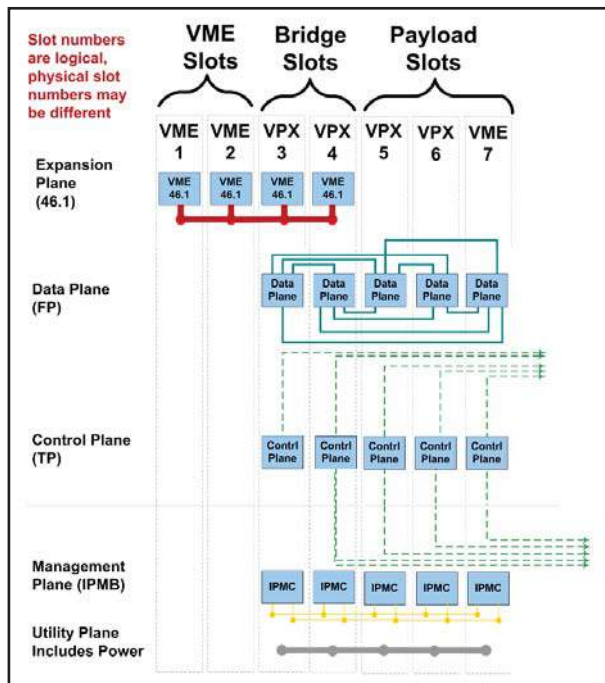 Slot numbers
are logical,
physical slot
numbers may
be different
VME
Slots
Bridge
Slots
Payload
Slots
VME
1
VME
2
VPX
3
VPX
4
VPX
5
VPX
6
VME
7
Expansion
Plane
(46.1)
VME
46.1
VME
46.1
VME
46.1
VME
46.1
Data Plane
(FP)
Data
Plane
Data
Plane
Data
Plane
Data
Plane
Data
Plane
Control Plane
(TP)
Contrl
Plane
Contrl
Plane
Contrl
Plane
Contrl
Plane
Contrl
Plane
Management
Plane (IPMB)
IPMC
IPMC
IPMC
IPMC
IPMC
Utility Plane
Includes Power